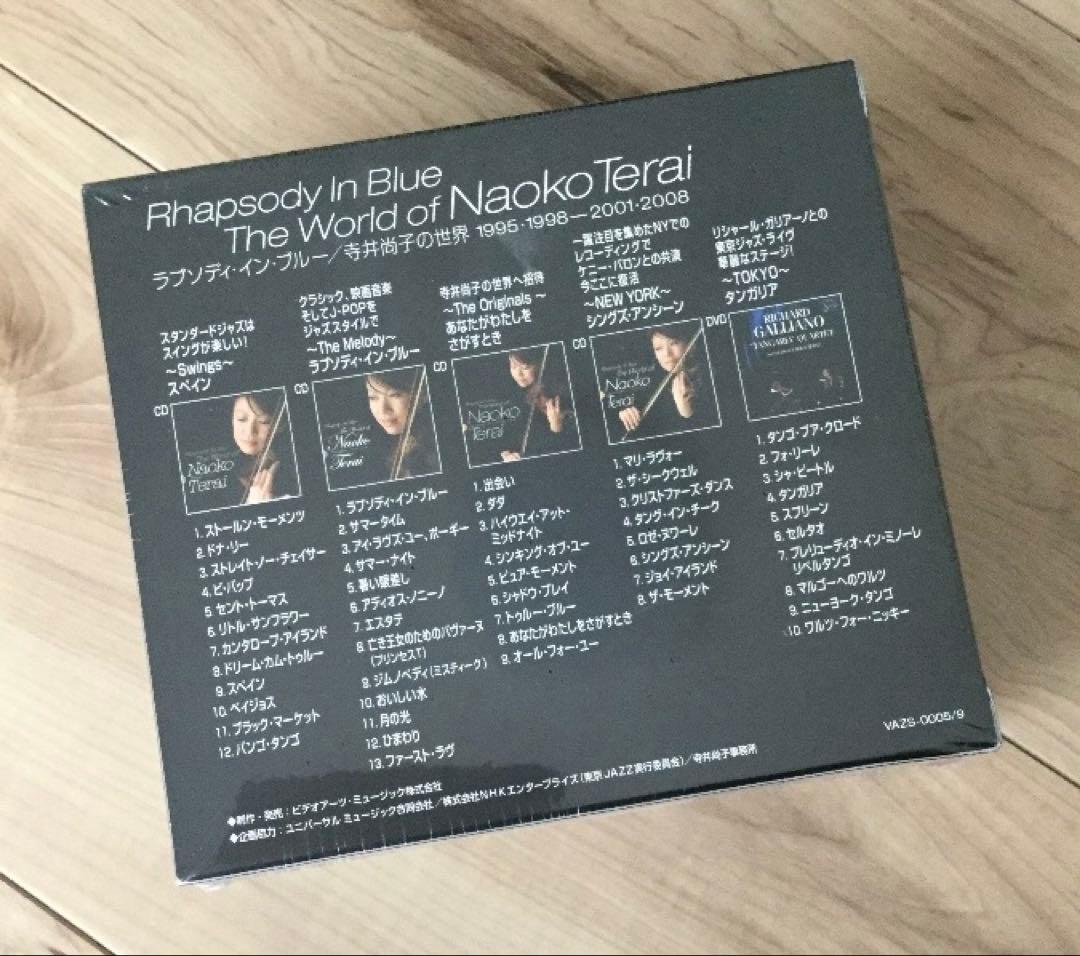 Rhapsody In Blue
The World of Naoko Terai
ラプソディ・イン・ブルー／寺井尚子の世界 1995・1998－2001・2008
スタンダードジャズは
スイングが楽しい!
～Swings～
スペイン
CD
Naoko
Terai
1. ストールン・モーメンツ
2. ドナ・リー
3. ストレイト・ノー・チェイサー
4. ビ・バップ
5. セント・トーマス
6. リトル・サンフラワー
7. カンタロープ・アイランド
8. ドリーム・カム・トゥルー
9. スペイン
10. ベイジョス
11. ブラック・マーケット
12. バンゴ・タンゴ
クラシック、映画音楽
そしてJ-POPを
ジャズスタイルで
～The Melody～
ラプソディ・イン・ブルー
CD
Naoko
Terai
1. ラプソディ・イン・ブルー
2. サマータイム
3. アイ・ラヴズ・ユー、ポーギー
4. サマー・ナイト
5. 暑い眼差し
6. アディオス・ノニーノ
7. エスタテ
8. 亡き王女のためのパヴァーヌ
(プリンセスT)
9. ジムノペディ(ミスティーク)
10. おいしい水
11. 月の光
12. ひまわり
13. ファースト・ラヴ
寺井尚子の世界へ招待
～The Originals～
あなたがわたしを
さがすとき
CD
Naoko
Terai
1. 出会い
2. ダダ
3. ハイウエイ・アット・
ミッドナイト
4. シンキング・オブ・ユー
5. ピュア・モーメント
6. シャドウ・プレイ
7. トゥルー・ブルー
8. あなたがわたしをさがすとき
9. オール・フォー・ユー
一躍注目を集めたNYでの
レコーディングで
ケニー・バロンとの共演
今ここに復活
～NEW YORK～
シングズ・アンシーン
CD
Naoko
Terai
1. マリ・ラヴォー
2. ザ・シークウェル
3. クリストファーズ・ダンス
4. タング・イン・チーク
5. ロゼ・ヌワーレ
6. シングズ・アンシーン
7. ジョイ・アイランド
8. ザ・モーメント
リシャール・ガリアーノとの
東京ジャズ・ライヴ
華麗なステージ!
～TOKYO～
タンガリア
DVD
RICHARD
GALLIANO
"TANGARIA" QUARTET
1. タンゴ・プア・クロード
2. フォ・リーレ
3. シャ・ピートル
4. タンガリア
5. スプリーン
6. セルタオ
7. プレリューディオ・イン・ミノーレ
リベルタンゴ
8. マルゴーへのワルツ
9. ニューヨーク・タンゴ
10. ワルツ・フォー・ニッキー
VAZS-0005/9
◆制作・発売：ビデオアーツ・ミュージック株式会社
◆企画協力：ユニバーサル ミュージック合同会社／株式会社NHKエンタープライズ(東京JAZZ実行委員会)／寺井尚子事務所